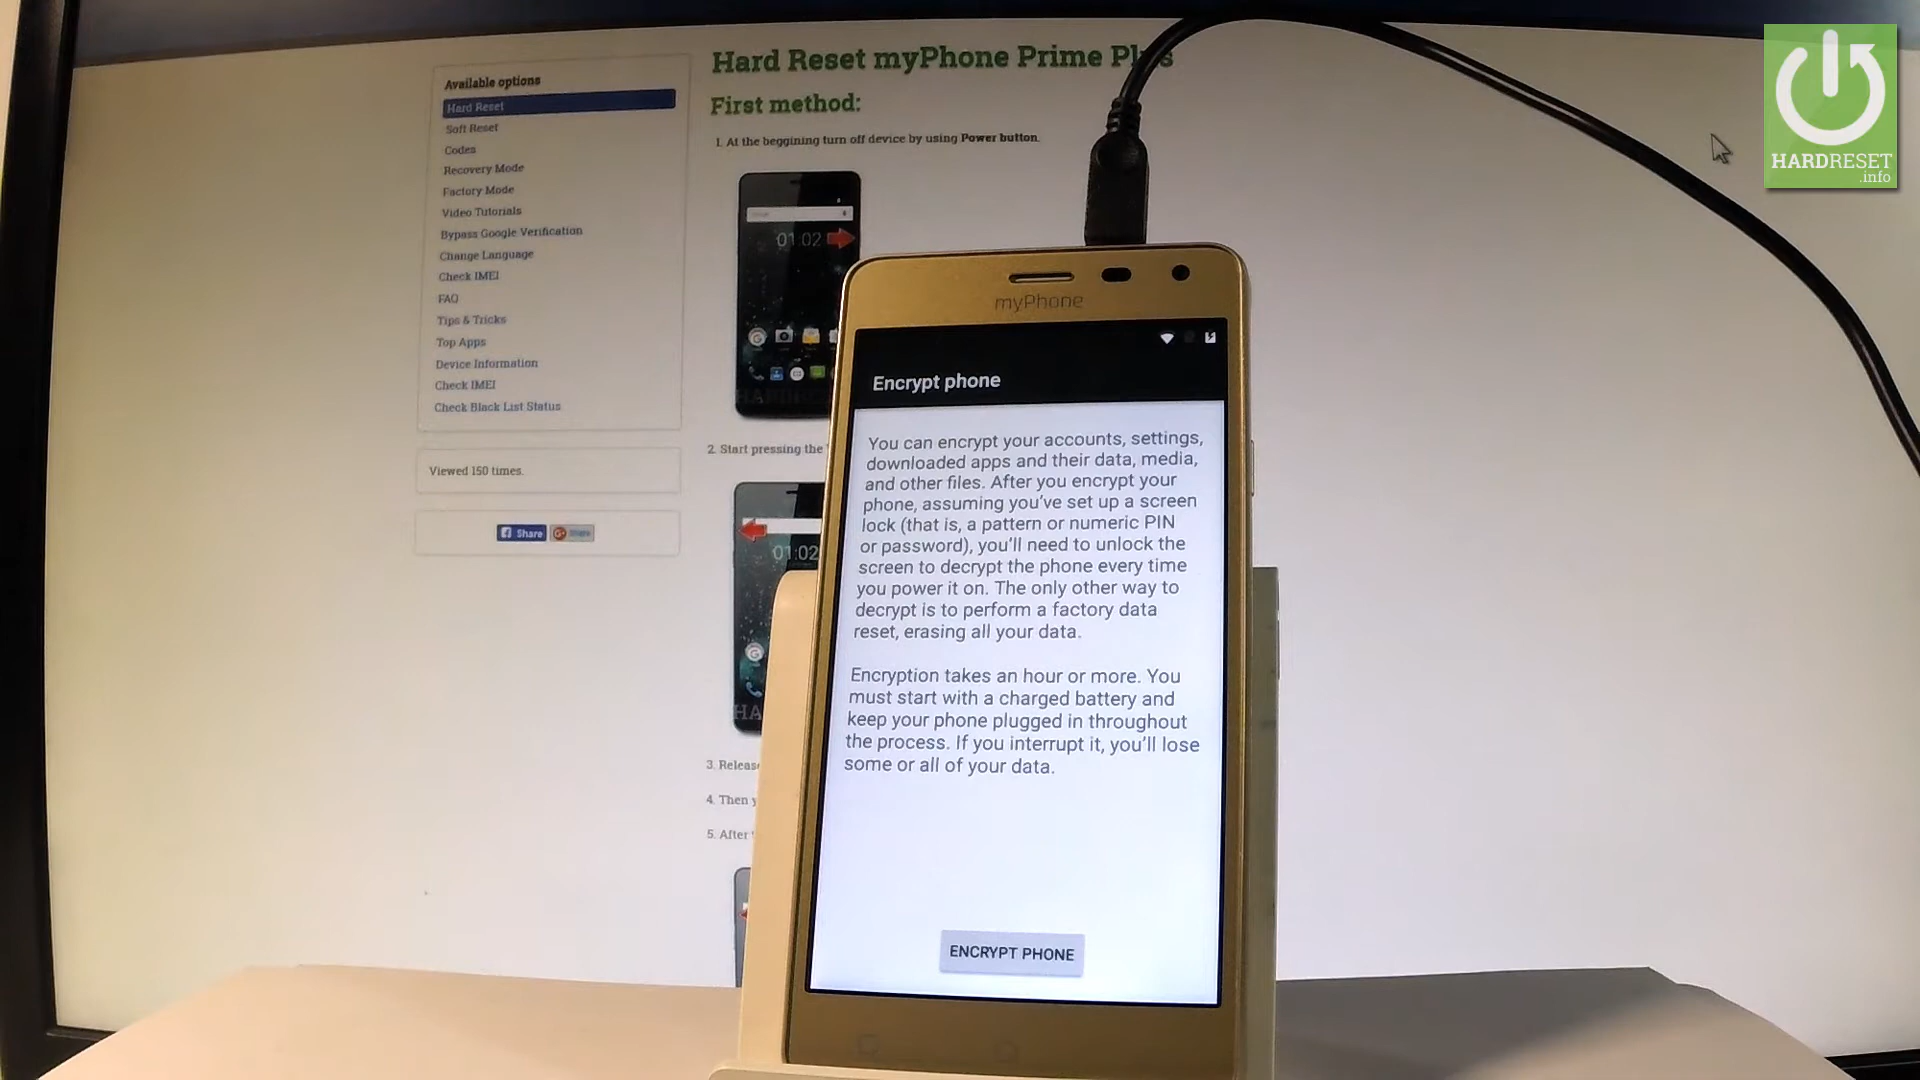 Hard Reset myPhone Prime
First method:
1. At the beggining turn off device by using Power button.
Available options
Hard Reset
Soft Reset
Codes
Recovery Mode
Factory Mode
Video Tutorials
Bypass Google Verification
Change Language
Check IMEI
FAQ
Tips & Tricks
Top Apps
Device Information
Check IMEI
Check Black List Status
Viewed 150 times.
Share
Share
01:02
2. Start pressing the
01:02
3. Release
4. Then
5. After
HARDRESET
.info
myPhone
Encrypt phone
You can encrypt your accounts, settings,
downloaded apps and their data, media,
and other files. After you encrypt your
phone, assuming you've set up a screen
lock (that is, a pattern or numeric PIN
or password), you'll need to unlock the
screen to decrypt the phone every time
you power it on. The only other way to
decrypt is to perform a factory data
reset, erasing all your data.
Encryption takes an hour or more. You
must start with a charged battery and
keep your phone plugged in throughout
the process. If you interrupt it, you'll lose
some or all of your data.
ENCRYPT PHONE